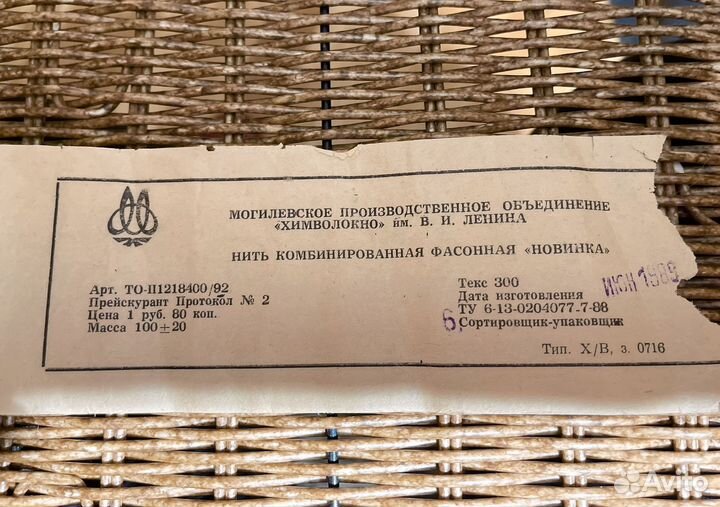 МОГИЛЕВСКОЕ ПРОИЗВОДСТВЕННОЕ ОБЪЕДИНЕНИЕ
«ХИМВОЛОКНО» им. В. И. ЛЕНИНА
НИТЬ КОМБИНИРОВАННАЯ ФАСОННАЯ «НОВИНКА»
Арт. ТО-П1218400/92
Прейскурант Протокол № 2
Цена 1 руб. 80 коп.
Масса 100±20
Текс 300
Дата изготовления ИЮН 1989
ТУ 6-13-0204077-7-88
6 Сортировщик-упаковщик
Тип. Х/В, з. 0716
Avito